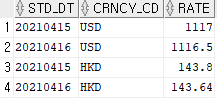 STD_DT CRNCY_CD RATE
1 20210415 USD 1117
2 20210416 USD 1116.5
3 20210415 HKD 143.8
4 20210416 HKD 143.64